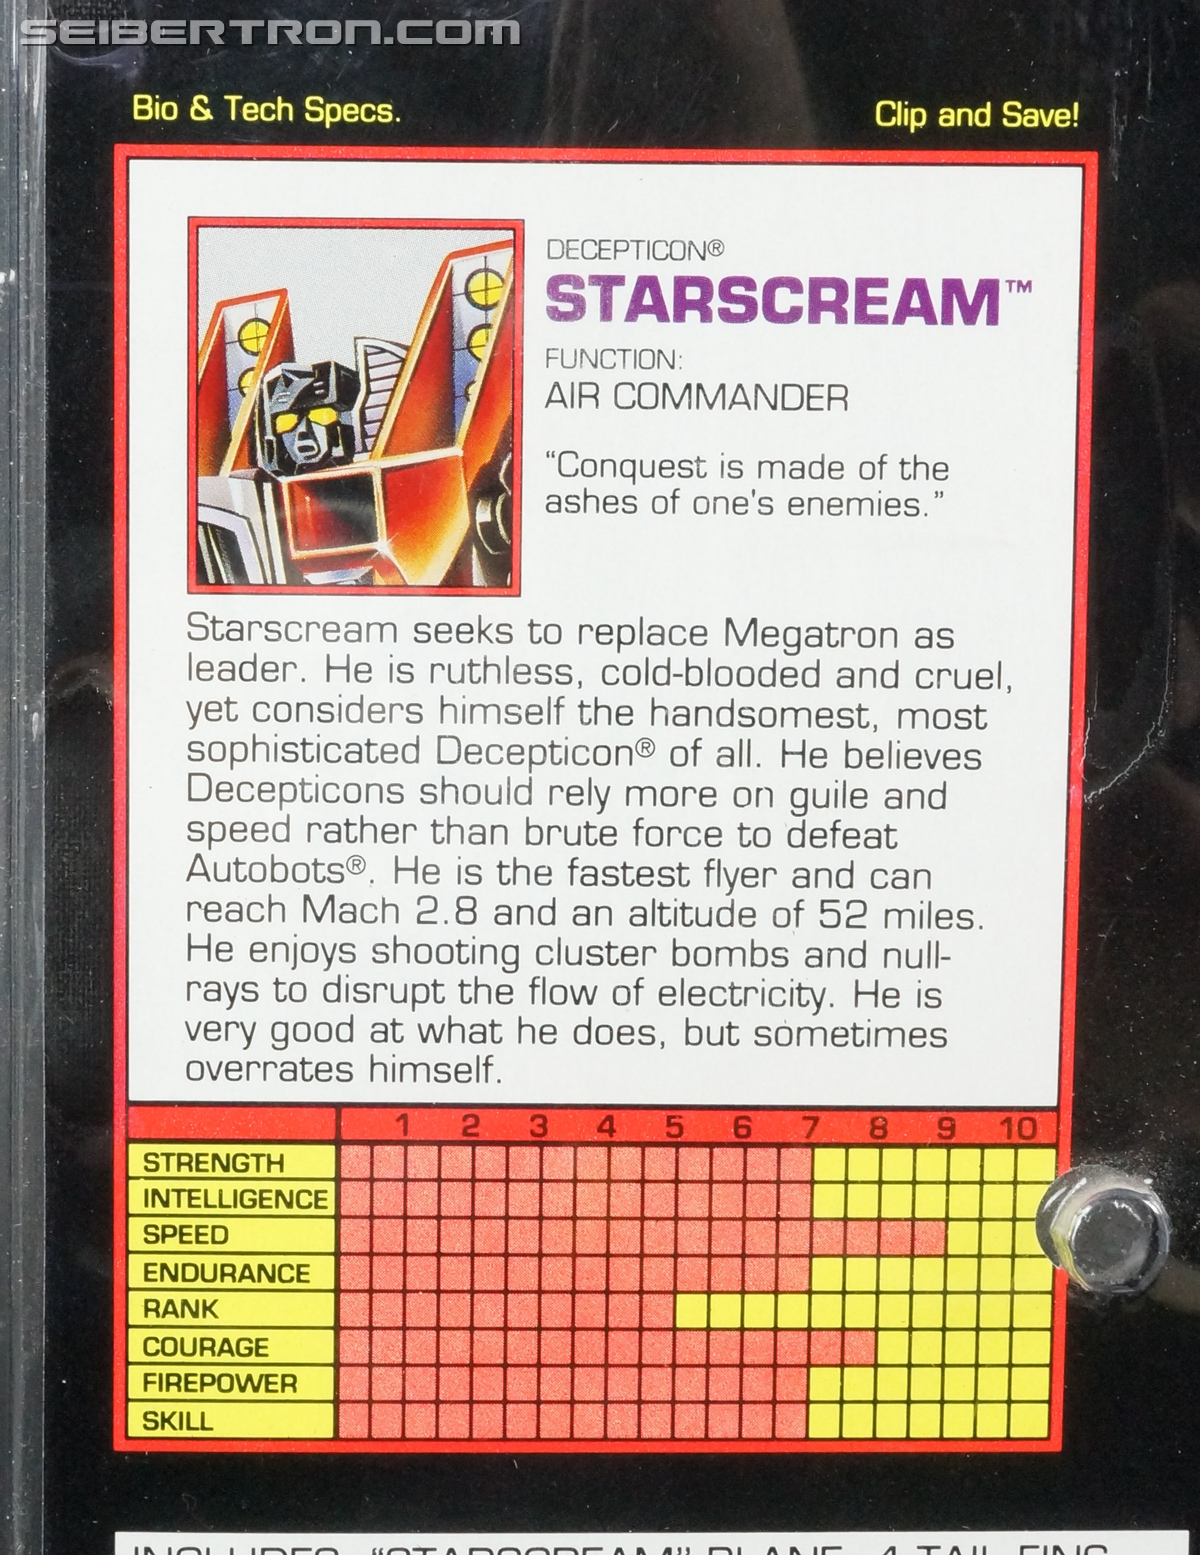 SEIBERTRON.COM
Bio & Tech Specs.
Clip and Save!
DECEPTICON®
STARSCREAM™
FUNCTION:
AIR COMMANDER
“Conquest is made of the
ashes of one's enemies.”
Starscream seeks to replace Megatron as
leader. He is ruthless, cold-blooded and cruel,
yet considers himself the handsomest, most
sophisticated Decepticon® of all. He believes
Decepticons should rely more on guile and
speed rather than brute force to defeat
Autobots®. He is the fastest flyer and can
reach Mach 2.8 and an altitude of 52 miles.
He enjoys shooting cluster bombs and null-
rays to disrupt the flow of electricity. He is
very good at what he does, but sometimes
overrates himself.
1 2 3 4 5 6 7 8 9 10
STRENGTH
INTELLIGENCE
SPEED
ENDURANCE
RANK
COURAGE
FIREPOWER
SKILL
INCLUDES: “STARSCREAM” PLANE, 4 TAIL FINS,